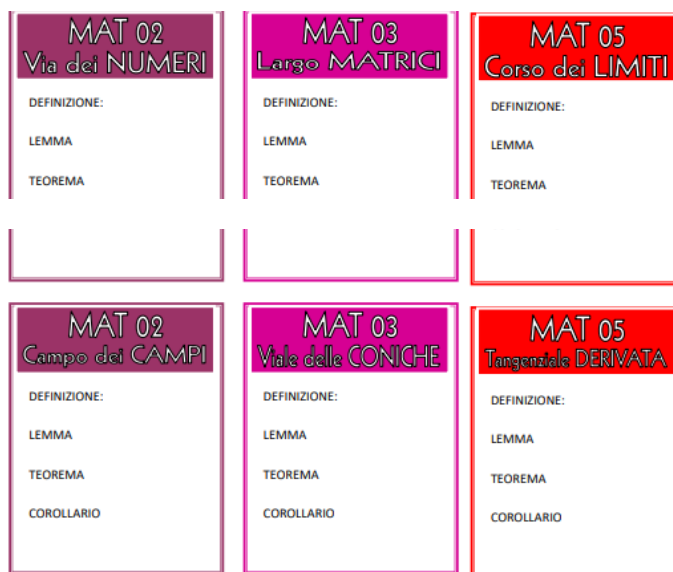 MAT 02
Via dei NUMERI
DEFINIZIONE:
LEMMA
TEOREMA
MAT 03
Largo MATRICI
DEFINIZIONE:
LEMMA
TEOREMA
MAT 05
Corso dei LIMITI
DEFINIZIONE:
LEMMA
TEOREMA
MAT 02
Campo dei CAMPI
DEFINIZIONE:
LEMMA
TEOREMA
COROLLARIO
MAT 03
Viale delle CONICHE
DEFINIZIONE:
LEMMA
TEOREMA
COROLLARIO
MAT 05
Tangenziale DERIVATA
DEFINIZIONE:
LEMMA
TEOREMA
COROLLARIO